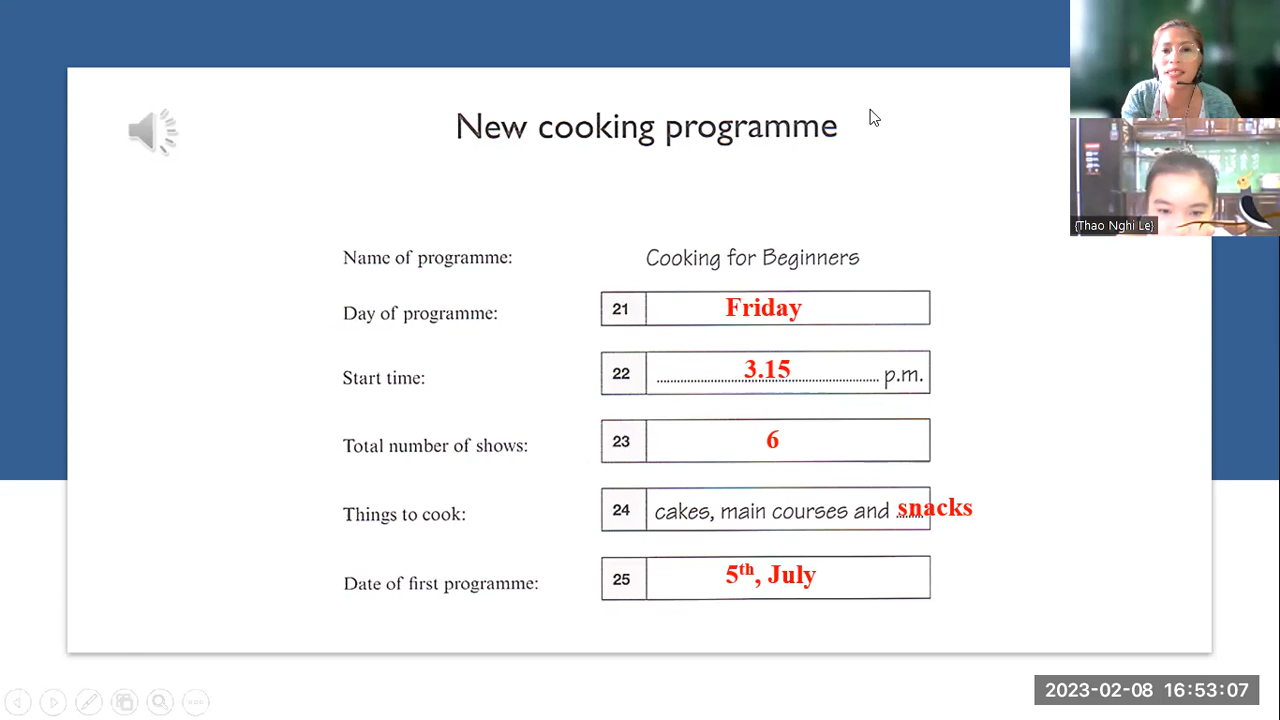 New cooking programme
{Thao Nghi Le}
Name of programme: Cooking for Beginners
Day of programme: 21 Friday
Start time: 22 3.15 p.m.
Total number of shows: 23 6
Things to cook: 24 cakes, main courses and snacks
Date of first programme: 25 5th, July
2023-02-08 16:53:07